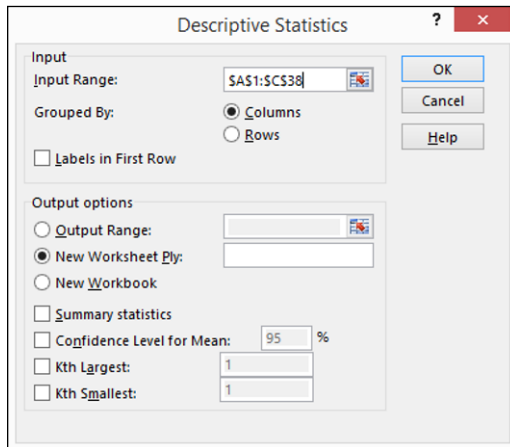 Descriptive Statistics
? ×
Input
Input Range: $A$1:$C$38
Grouped By: Columns
Rows
Labels in First Row
OK
Cancel
Help
Output options
Output Range:
New Worksheet Ply:
New Workbook
Summary statistics
Confidence Level for Mean: 95 %
Kth Largest: 1
Kth Smallest: 1